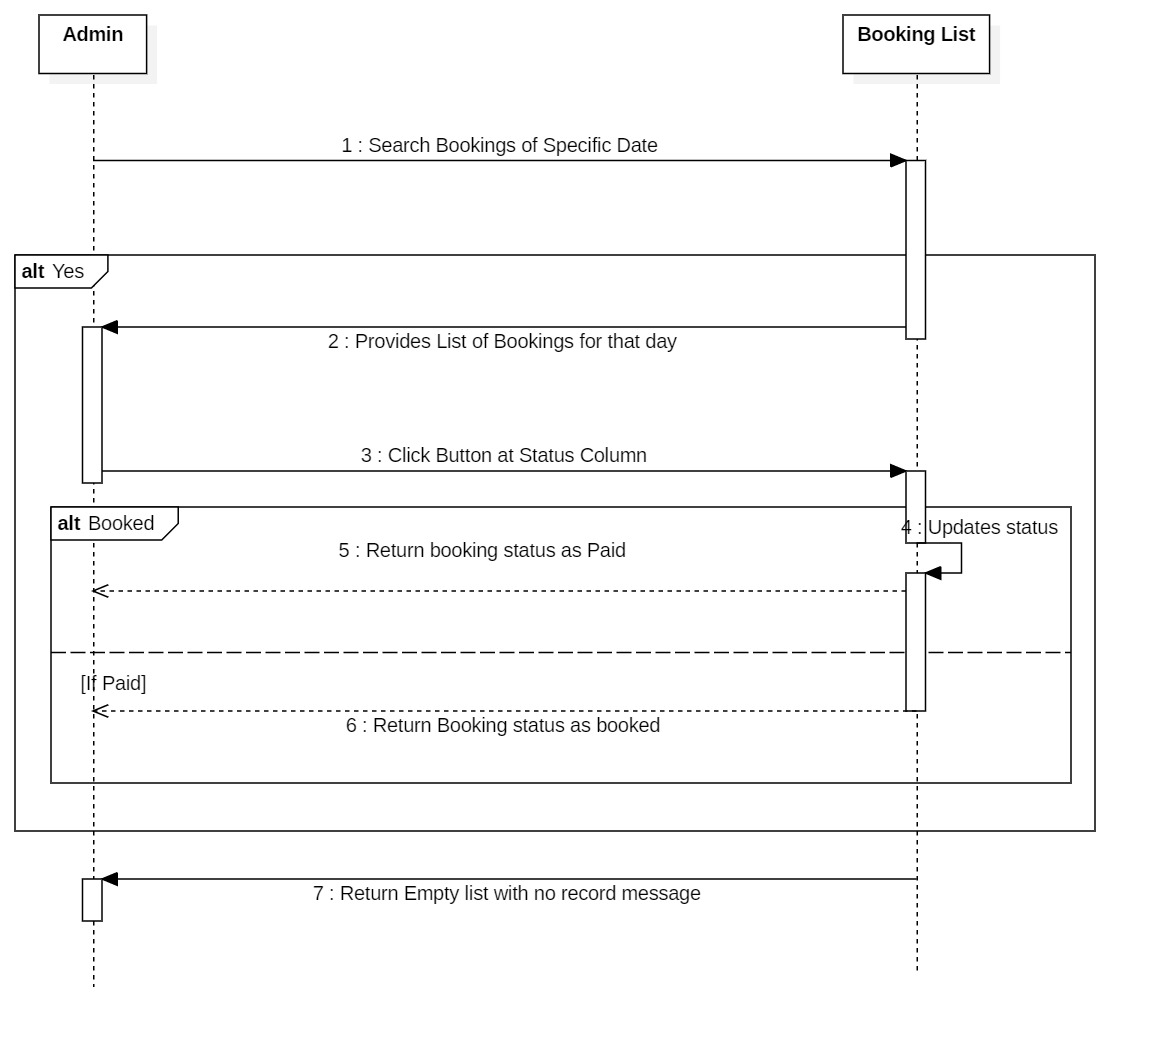 Admin
Booking List
1 : Search Bookings of Specific Date
alt Yes
2 : Provides List of Bookings for that day
3 : Click Button at Status Column
alt Booked
4 : Updates status
5 : Return booking status as Paid
[If Paid]
6 : Return Booking status as booked
7 : Return Empty list with no record message